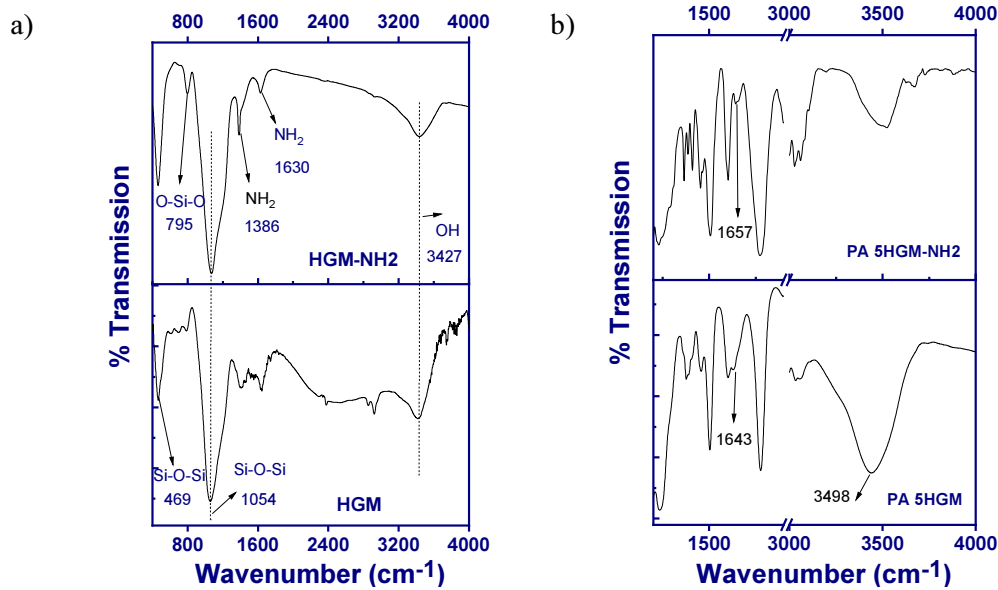 a)
800 1600 2400 3200 4000
% Transmission
O-Si-O
795
NH2
1630
NH2
1386
OH
3427
HGM-NH2
% Transmission
Si-O-Si
469
Si-O-Si
1054
HGM
800 1600 2400 3200 4000
Wavenumber (cm-1)
b)
1500 3000 3500 4000
% Transmission
1657
PA 5HGM-NH2
1643
3498
PA 5HGM
1500 3000 3500 4000
Wavenumber (cm-1)